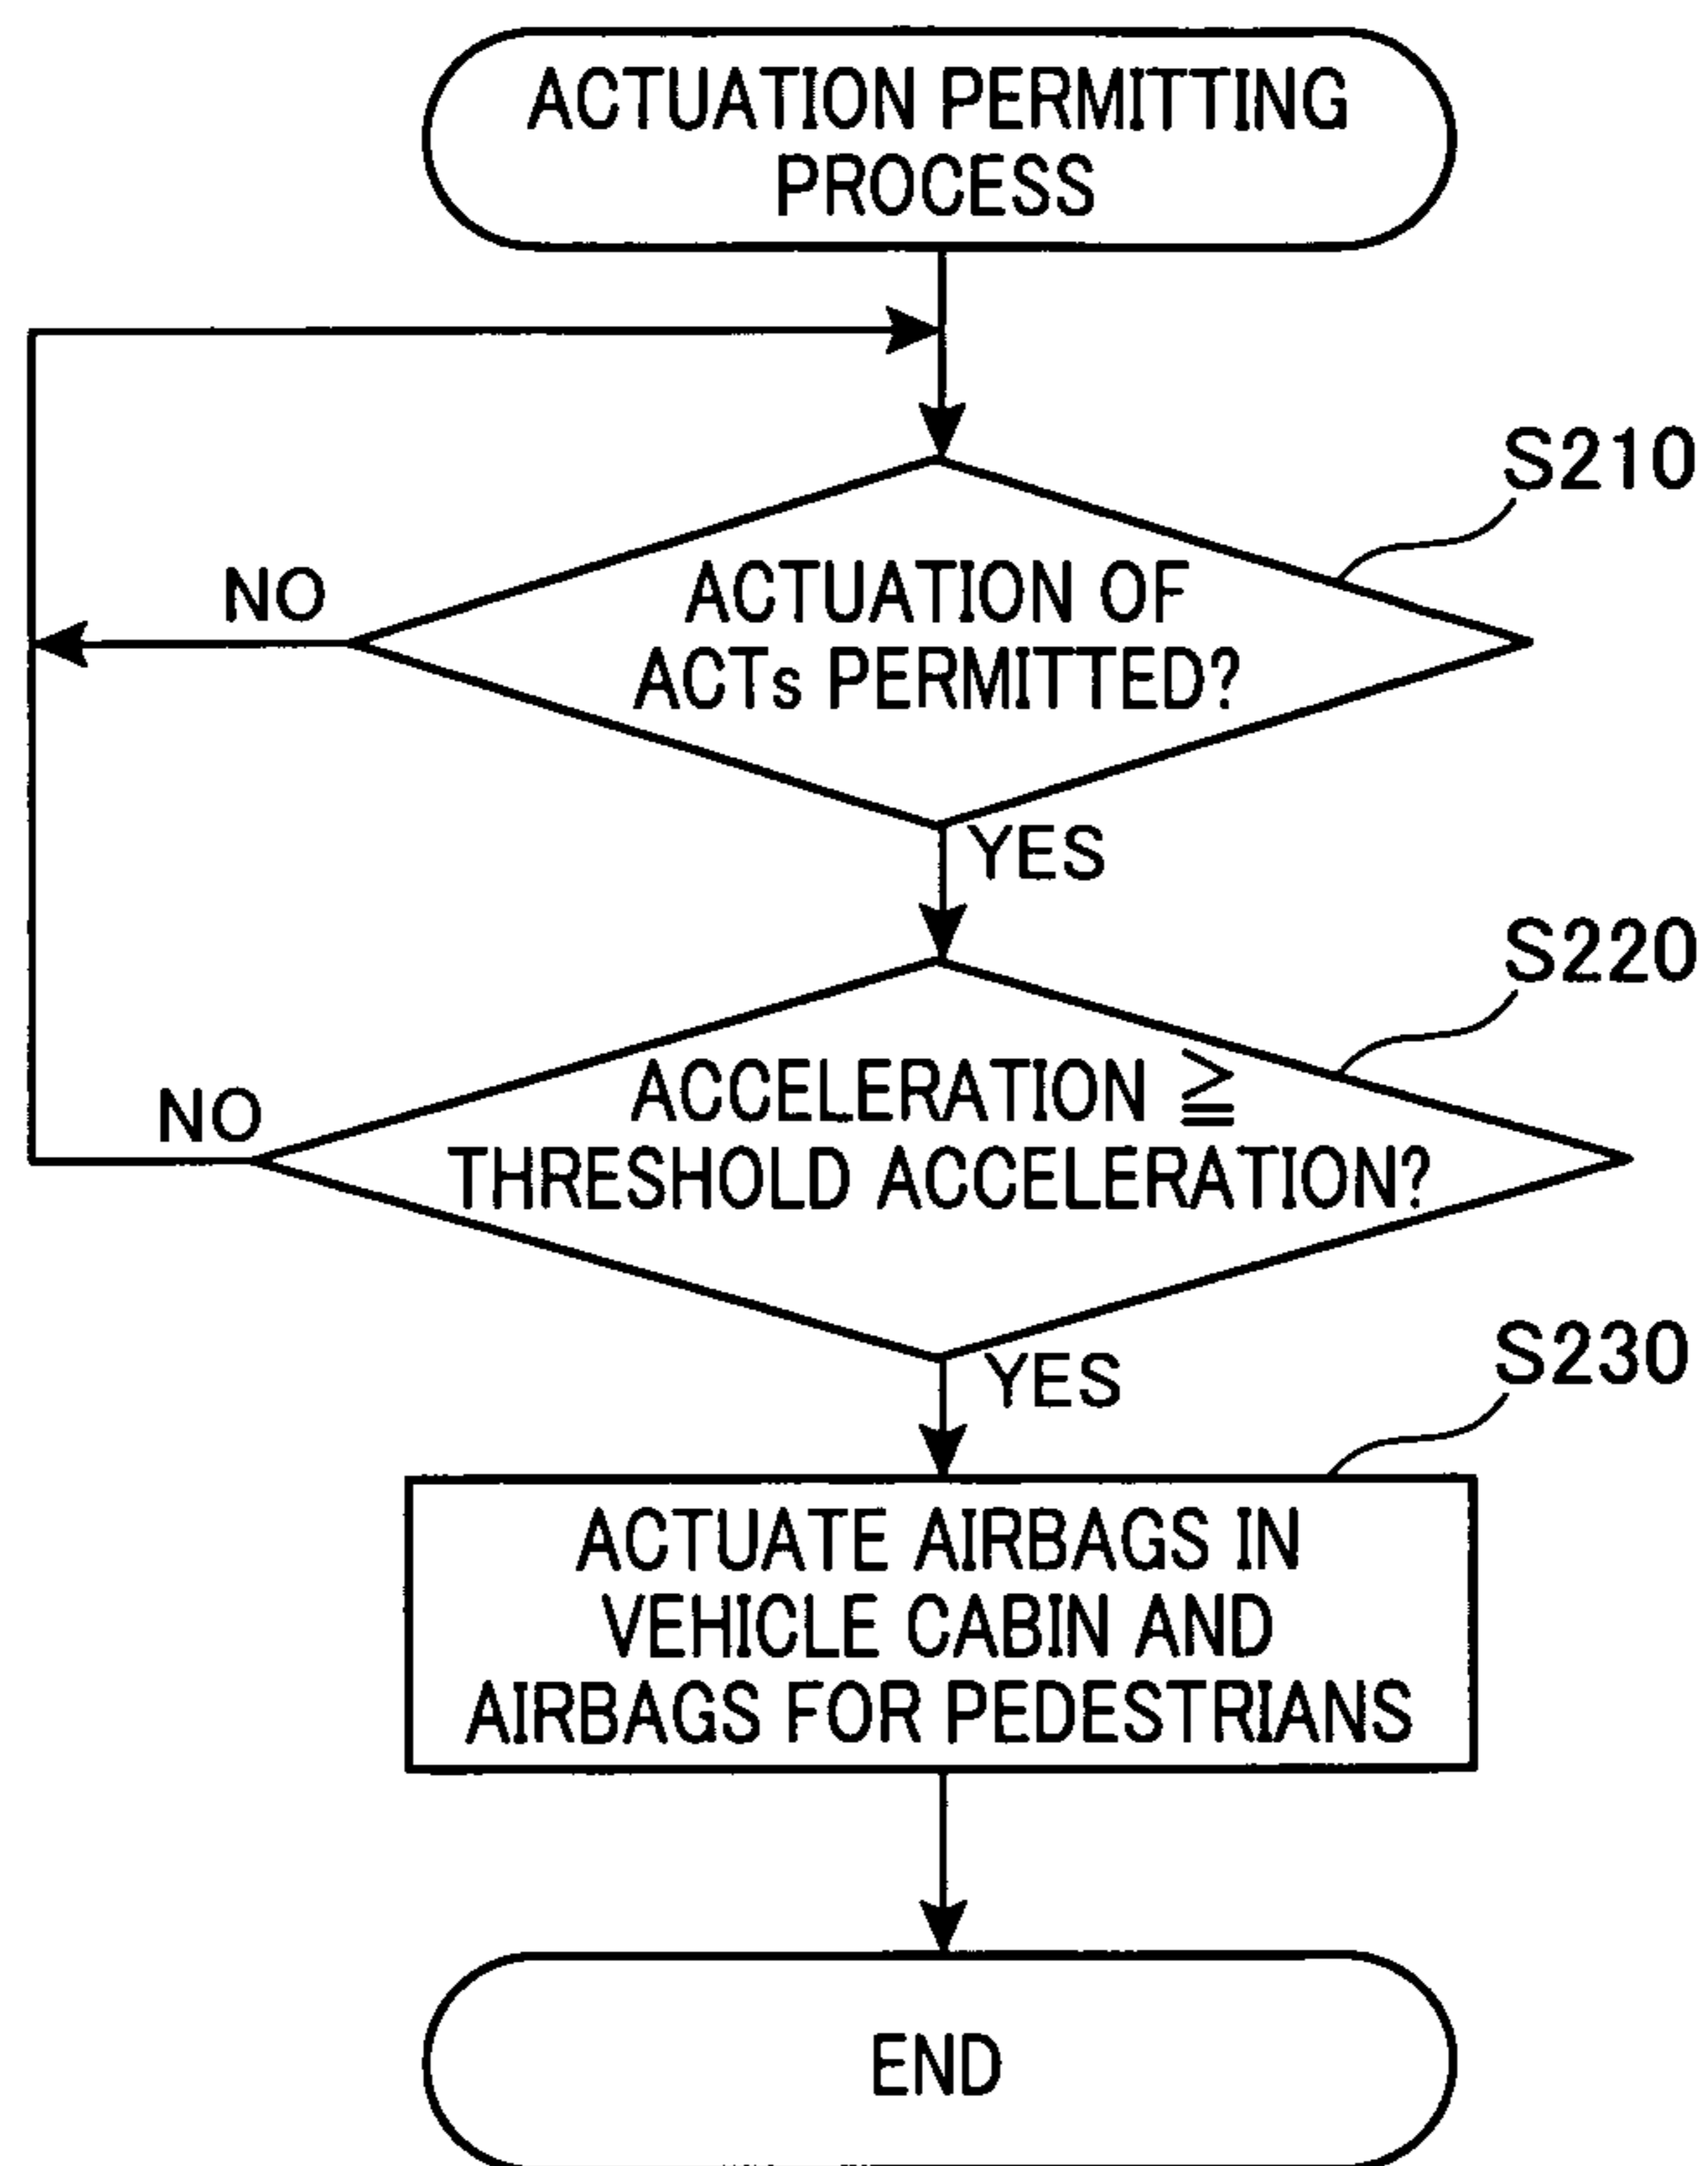 ACTUATION PERMITTING
PROCESS
S210
NO
ACTUATION OF
ACTs PERMITTED?
YES
S220
NO
ACCELERATION ≧
THRESHOLD ACCELERATION?
YES
S230
ACTUATE AIRBAGS IN
VEHICLE CABIN AND
AIRBAGS FOR PEDESTRIANS
END